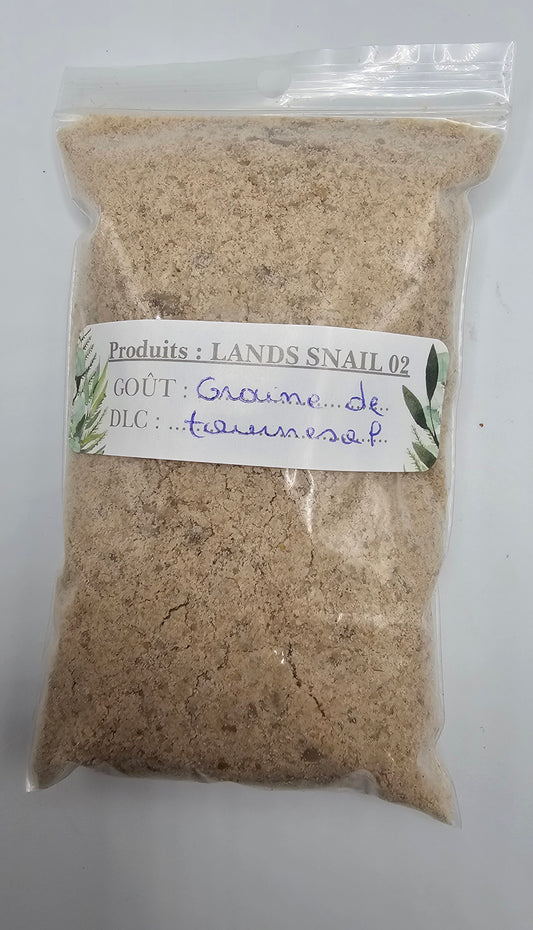 Produits : LANDS SNAIL 02
GOÛT : Graine de
DLC : tournesol